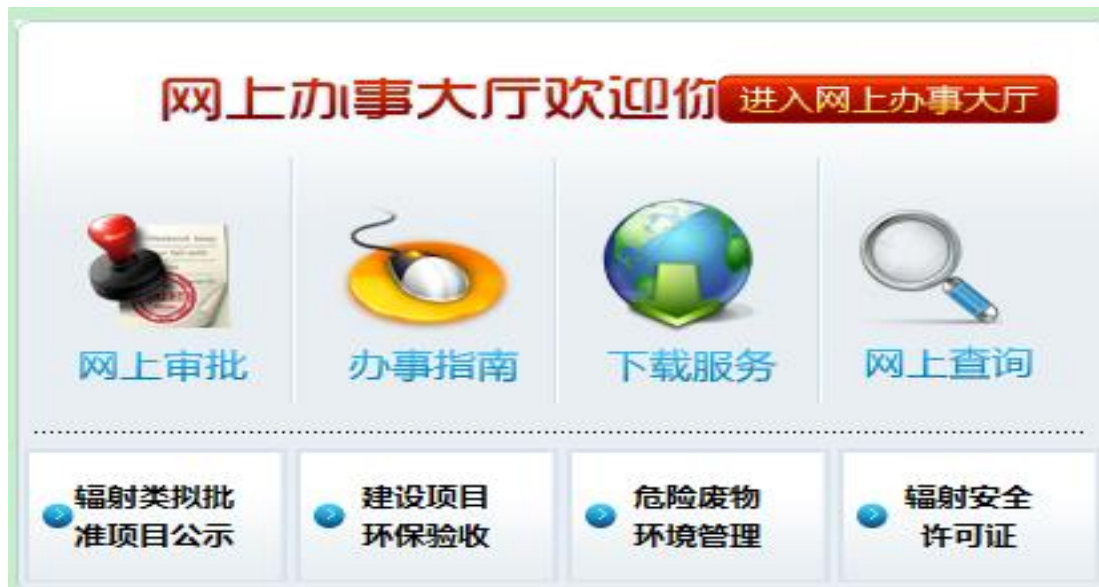 网上办事大厅欢迎你
进入网上办事大厅
网上审批
办事指南
下载服务
网上查询
辐射类拟批
准项目公示
建设项目
环保验收
危险废物
环境管理
辐射安全
许可证